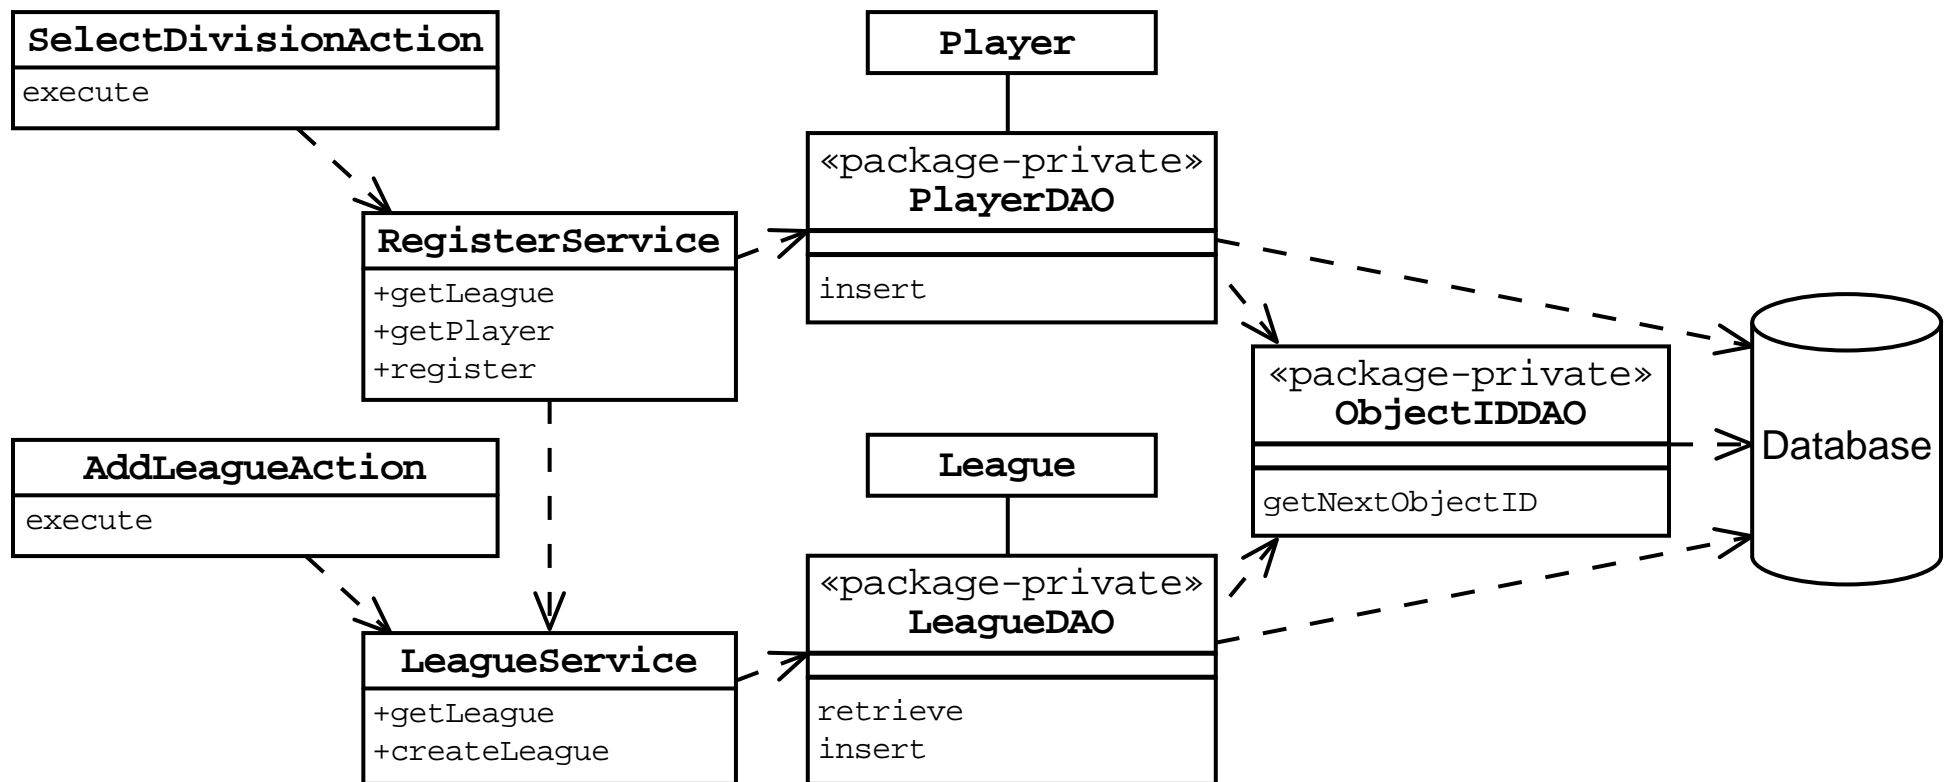 SelectDivisionAction
execute
Player
«package-private»
PlayerDAO
insert
RegisterService
+getLeague
+getPlayer
+register
«package-private»
ObjectIDDAO
getNextObjectID
Database
AddLeagueAction
execute
League
«package-private»
LeagueDAO
retrieve
insert
LeagueService
+getLeague
+createLeague